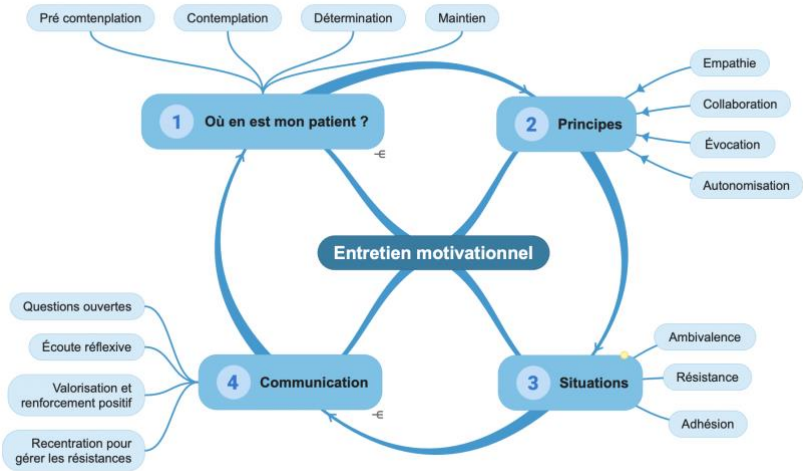 Pré comtenplation
Contemplation
Détermination
Maintien
1 Où en est mon patient ?
2 Principes
Empathie
Collaboration
Évocation
Autonomisation
Entretien motivationnel
3 Situations
Ambivalence
Résistance
Adhésion
4 Communication
Questions ouvertes
Écoute réflexive
Valorisation et
renforcement positif
Recentration pour
gérer les résistances